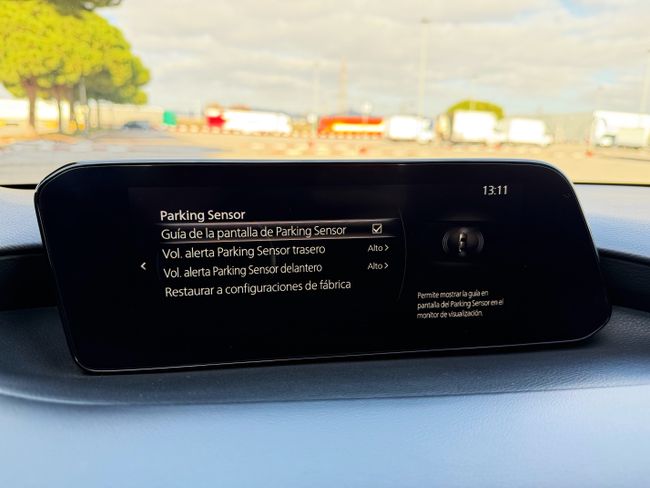 13:11
Parking Sensor
Guía de la pantalla de Parking Sensor
Vol. alerta Parking Sensor trasero Alto
Vol. alerta Parking Sensor delantero Alto
Restaurar a configuraciones de fábrica
Permite mostrar la guía en
pantalla del Parking Sensor en el
monitor de visualización.